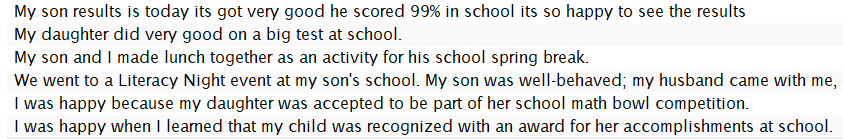 My son results is today its got very good he scored 99% in school its so happy to see the results
My daughter did very good on a big test at school.
My son and I made lunch together as an activity for his school spring break.
We went to a Literacy Night event at my son's school. My son was well-behaved; my husband came with me,
I was happy because my daughter was accepted to be part of her school math bowl competition.
I was happy when I learned that my child was recognized with an award for her accomplishments at school.